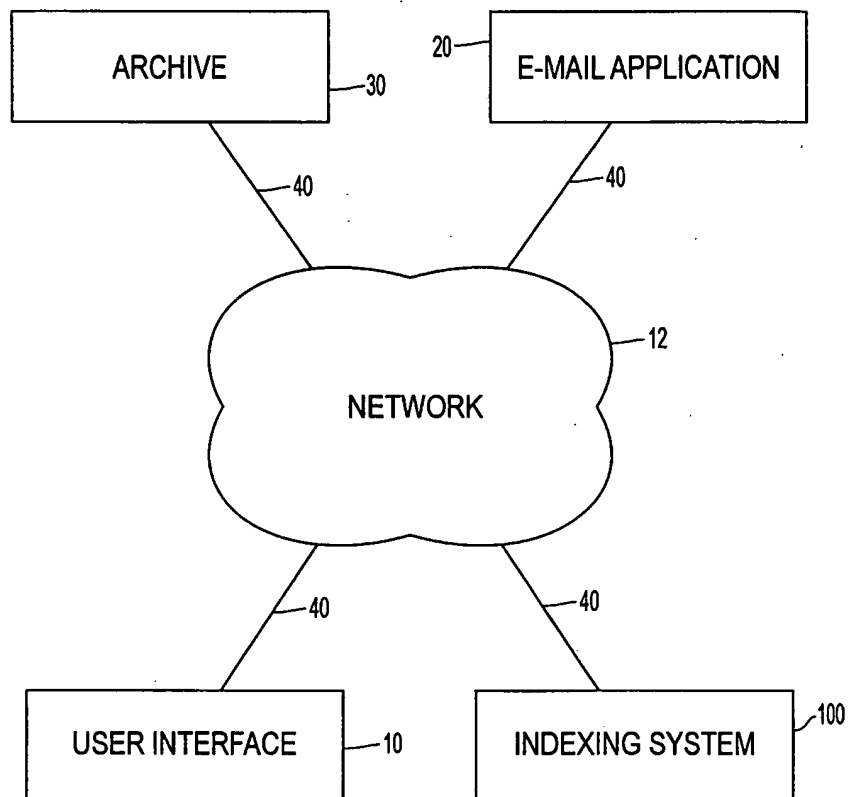 ARCHIVE
30
20
E-MAIL APPLICATION
40
40
12
NETWORK
40
40
USER INTERFACE
10
INDEXING SYSTEM
100